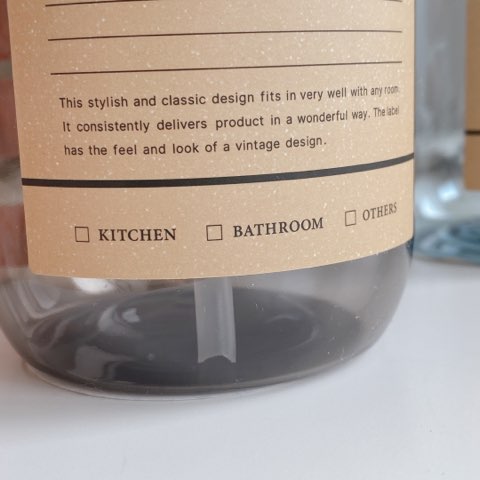 This stylish and classic design fits in very well with any room.
It consistently delivers product in a wonderful way. The label
has the feel and look of a vintage design.
KITCHEN BATHROOM OTHERS